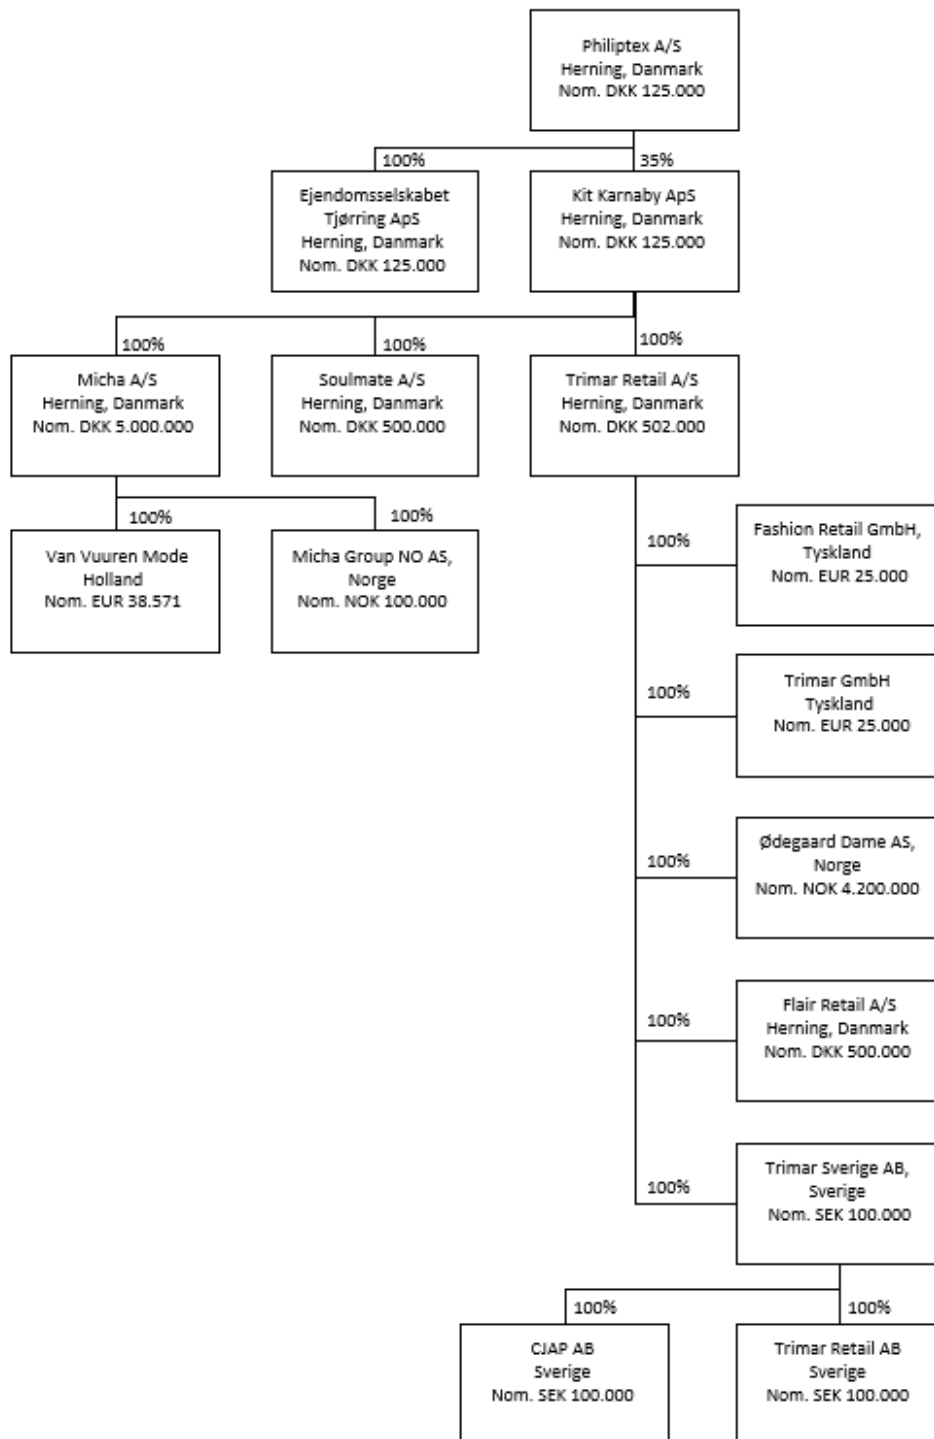 Philiptex A/S
Herning, Danmark
Nom. DKK 125.000
100%
35%
Ejendomsselskabet
Tjørring ApS
Herning, Danmark
Nom. DKK 125.000
Kit Karnaby ApS
Herning, Danmark
Nom. DKK 125.000
100%
100%
100%
Micha A/S
Herning, Danmark
Nom. DKK 5.000.000
Soulmate A/S
Herning, Danmark
Nom. DKK 500.000
Trimar Retail A/S
Herning, Danmark
Nom. DKK 502.000
100%
100%
Van Vuuren Mode
Holland
Nom. EUR 38.571
Micha Group NO AS,
Norge
Nom. NOK 100.000
100%
Fashion Retail GmbH,
Tyskland
Nom. EUR 25.000
100%
Trimar GmbH
Tyskland
Nom. EUR 25.000
100%
Ødegaard Dame AS,
Norge
Nom. NOK 4.200.000
100%
Flair Retail A/S
Herning, Danmark
Nom. DKK 500.000
100%
Trimar Sverige AB,
Sverige
Nom. SEK 100.000
100%
100%
CJAP AB
Sverige
Nom. SEK 100.000
Trimar Retail AB
Sverige
Nom. SEK 100.000